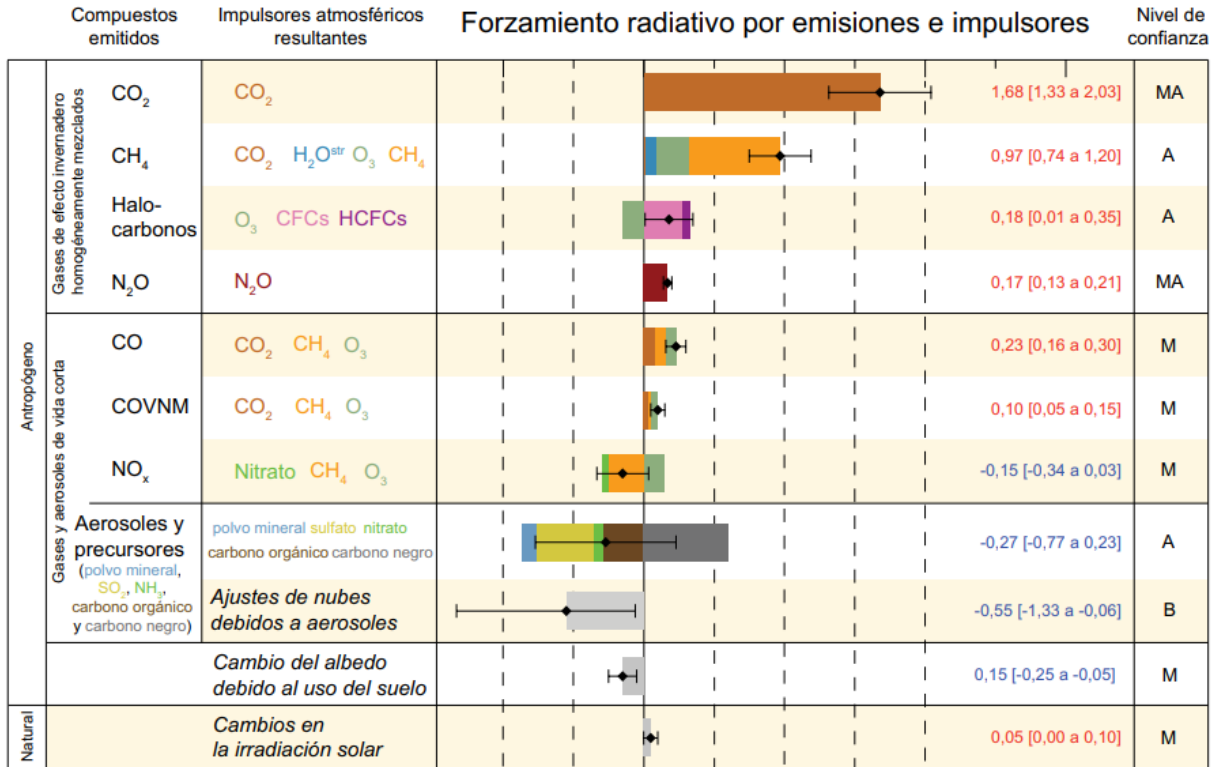 Compuestos emitidos
Impulsores atmosféricos resultantes
Forzamiento radiativo por emisiones e impulsores
Nivel de confianza
Antropógeno
Gases de efecto invernadero homogéneamente mezclados
CO₂
CO₂
1,68 [1,33 a 2,03]
MA
CH₄
CO₂ H₂Oˢᵗʳ O₃ CH₄
0,97 [0,74 a 1,20]
A
Halo-
carbonos
O₃ CFCs HCFCs
0,18 [0,01 a 0,35]
A
N₂O
N₂O
0,17 [0,13 a 0,21]
MA
Gases y aerosoles de vida corta
CO
CO₂ CH₄ O₃
0,23 [0,16 a 0,30]
M
COVNM
CO₂ CH₄ O₃
0,10 [0,05 a 0,15]
M
NOₓ
Nitrato CH₄ O₃
-0,15 [-0,34 a 0,03]
M
Aerosoles y
precursores
(polvo mineral,
SO₂, NH₃,
carbono orgánico
y carbono negro)
polvo mineral sulfato nitrato
carbono orgánico carbono negro
-0,27 [-0,77 a 0,23]
A
Ajustes de nubes
debidos a aerosoles
-0,55 [-1,33 a -0,06]
B
Cambio del albedo
debido al uso del suelo
0,15 [-0,25 a -0,05]
M
Natural
Cambios en
la irradiación solar
0,05 [0,00 a 0,10]
M